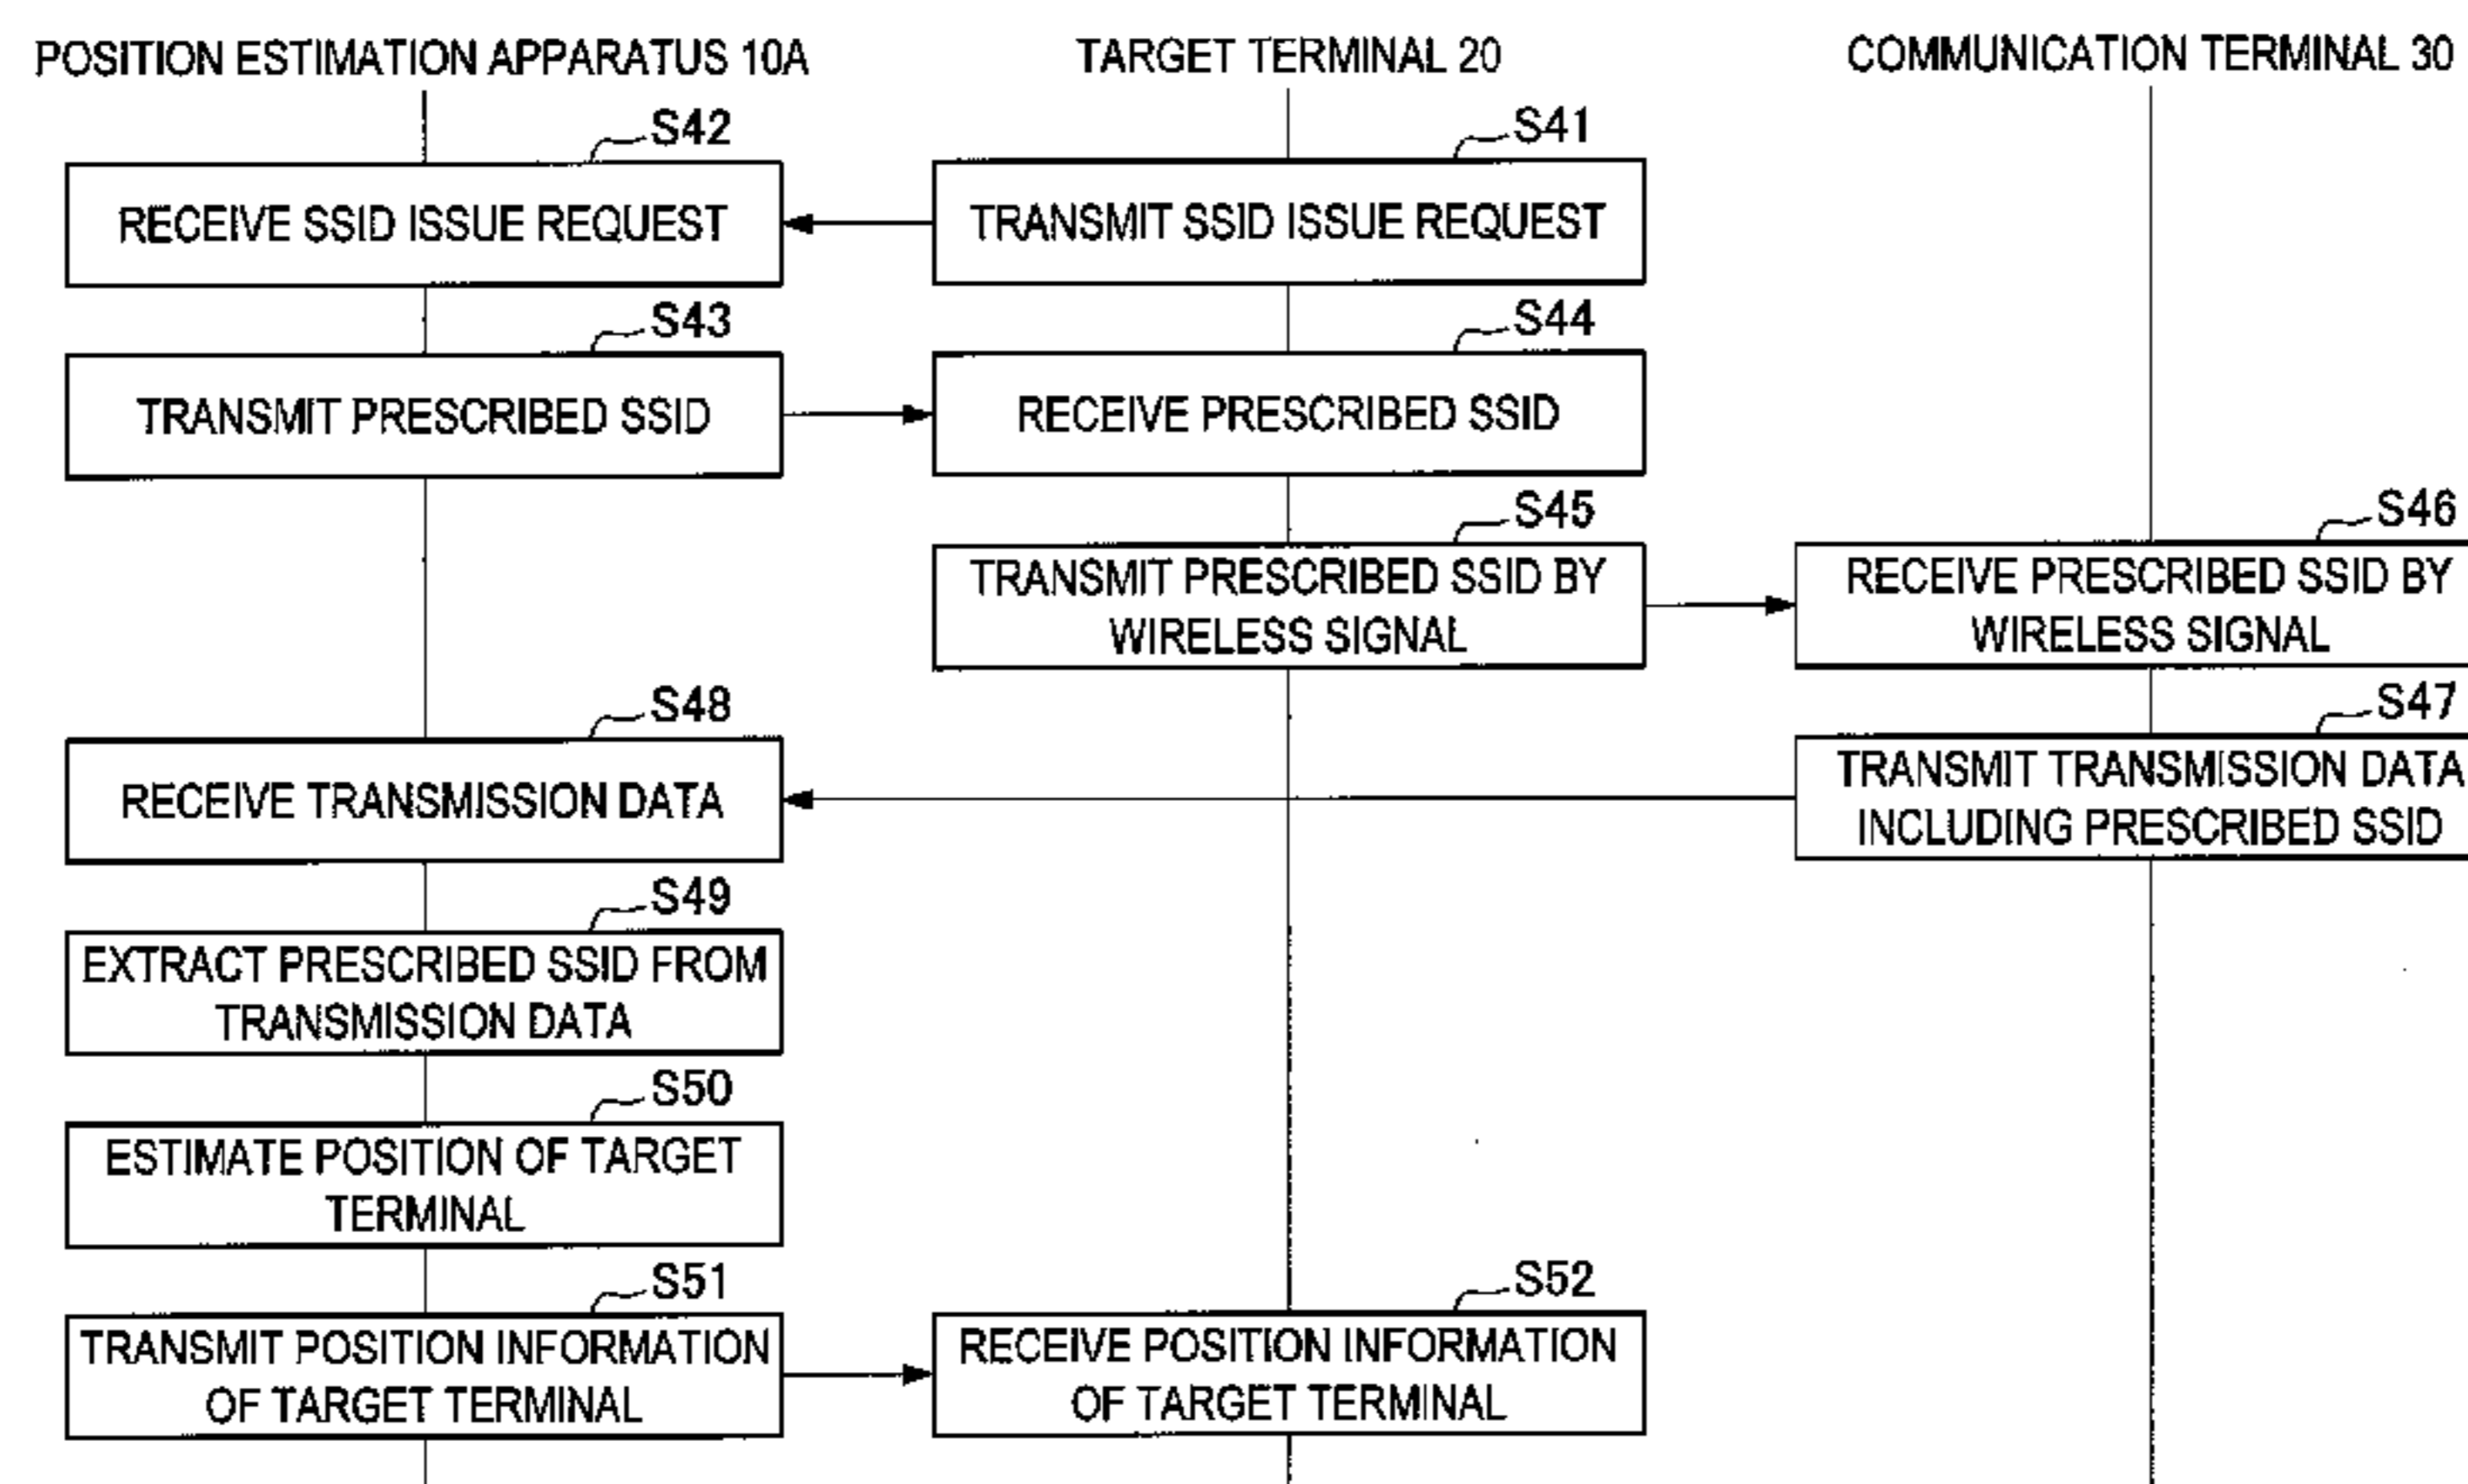 POSITION ESTIMATION APPARATUS 10A
TARGET TERMINAL 20
COMMUNICATION TERMINAL 30
S42
S41
RECEIVE SSID ISSUE REQUEST
TRANSMIT SSID ISSUE REQUEST
S43
S44
TRANSMIT PRESCRIBED SSID
RECEIVE PRESCRIBED SSID
S45
S46
TRANSMIT PRESCRIBED SSID BY
WIRELESS SIGNAL
RECEIVE PRESCRIBED SSID BY
WIRELESS SIGNAL
S48
S47
RECEIVE TRANSMISSION DATA
TRANSMIT TRANSMISSION DATA
INCLUDING PRESCRIBED SSID
S49
EXTRACT PRESCRIBED SSID FROM
TRANSMISSION DATA
S50
ESTIMATE POSITION OF TARGET
TERMINAL
S51
S52
TRANSMIT POSITION INFORMATION
OF TARGET TERMINAL
RECEIVE POSITION INFORMATION
OF TARGET TERMINAL